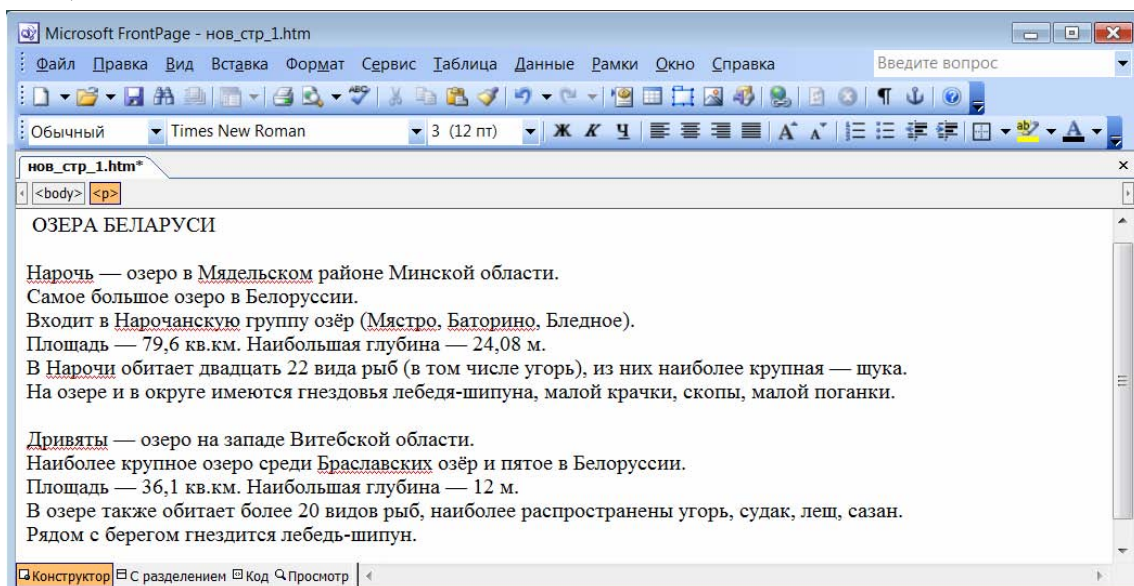 Microsoft FrontPage - нов_стр_1.htm
Файл Правка Вид Вставка Формат Сервис Таблица Данные Рамки Окно Справка Введите вопрос
Обычный Times New Roman 3 (12 пт) Ж К Ч A A ab A
нов_стр_1.htm*
<body> <p>
ОЗЕРА БЕЛАРУСИ
Нарочь — озеро в Мядельском районе Минской области.
Самое большое озеро в Белоруссии.
Входит в Нарочанскую группу озёр (Мястро, Баторино, Бледное).
Площадь — 79,6 кв.км. Наибольшая глубина — 24,08 м.
В Нарочи обитает двадцать 22 вида рыб (в том числе угорь), из них наиболее крупная — щука.
На озере и в округе имеются гнездовья лебедя-шипуна, малой крачки, скопы, малой поганки.
Дривяты — озеро на западе Витебской области.
Наиболее крупное озеро среди Браславских озёр и пятое в Белоруссии.
Площадь — 36,1 кв.км. Наибольшая глубина — 12 м.
В озере также обитает более 20 видов рыб, наиболее распространены угорь, судак, лещ, сазан.
Рядом с берегом гнездится лебедь-шипун.
Конструктор С разделением Код Просмотр